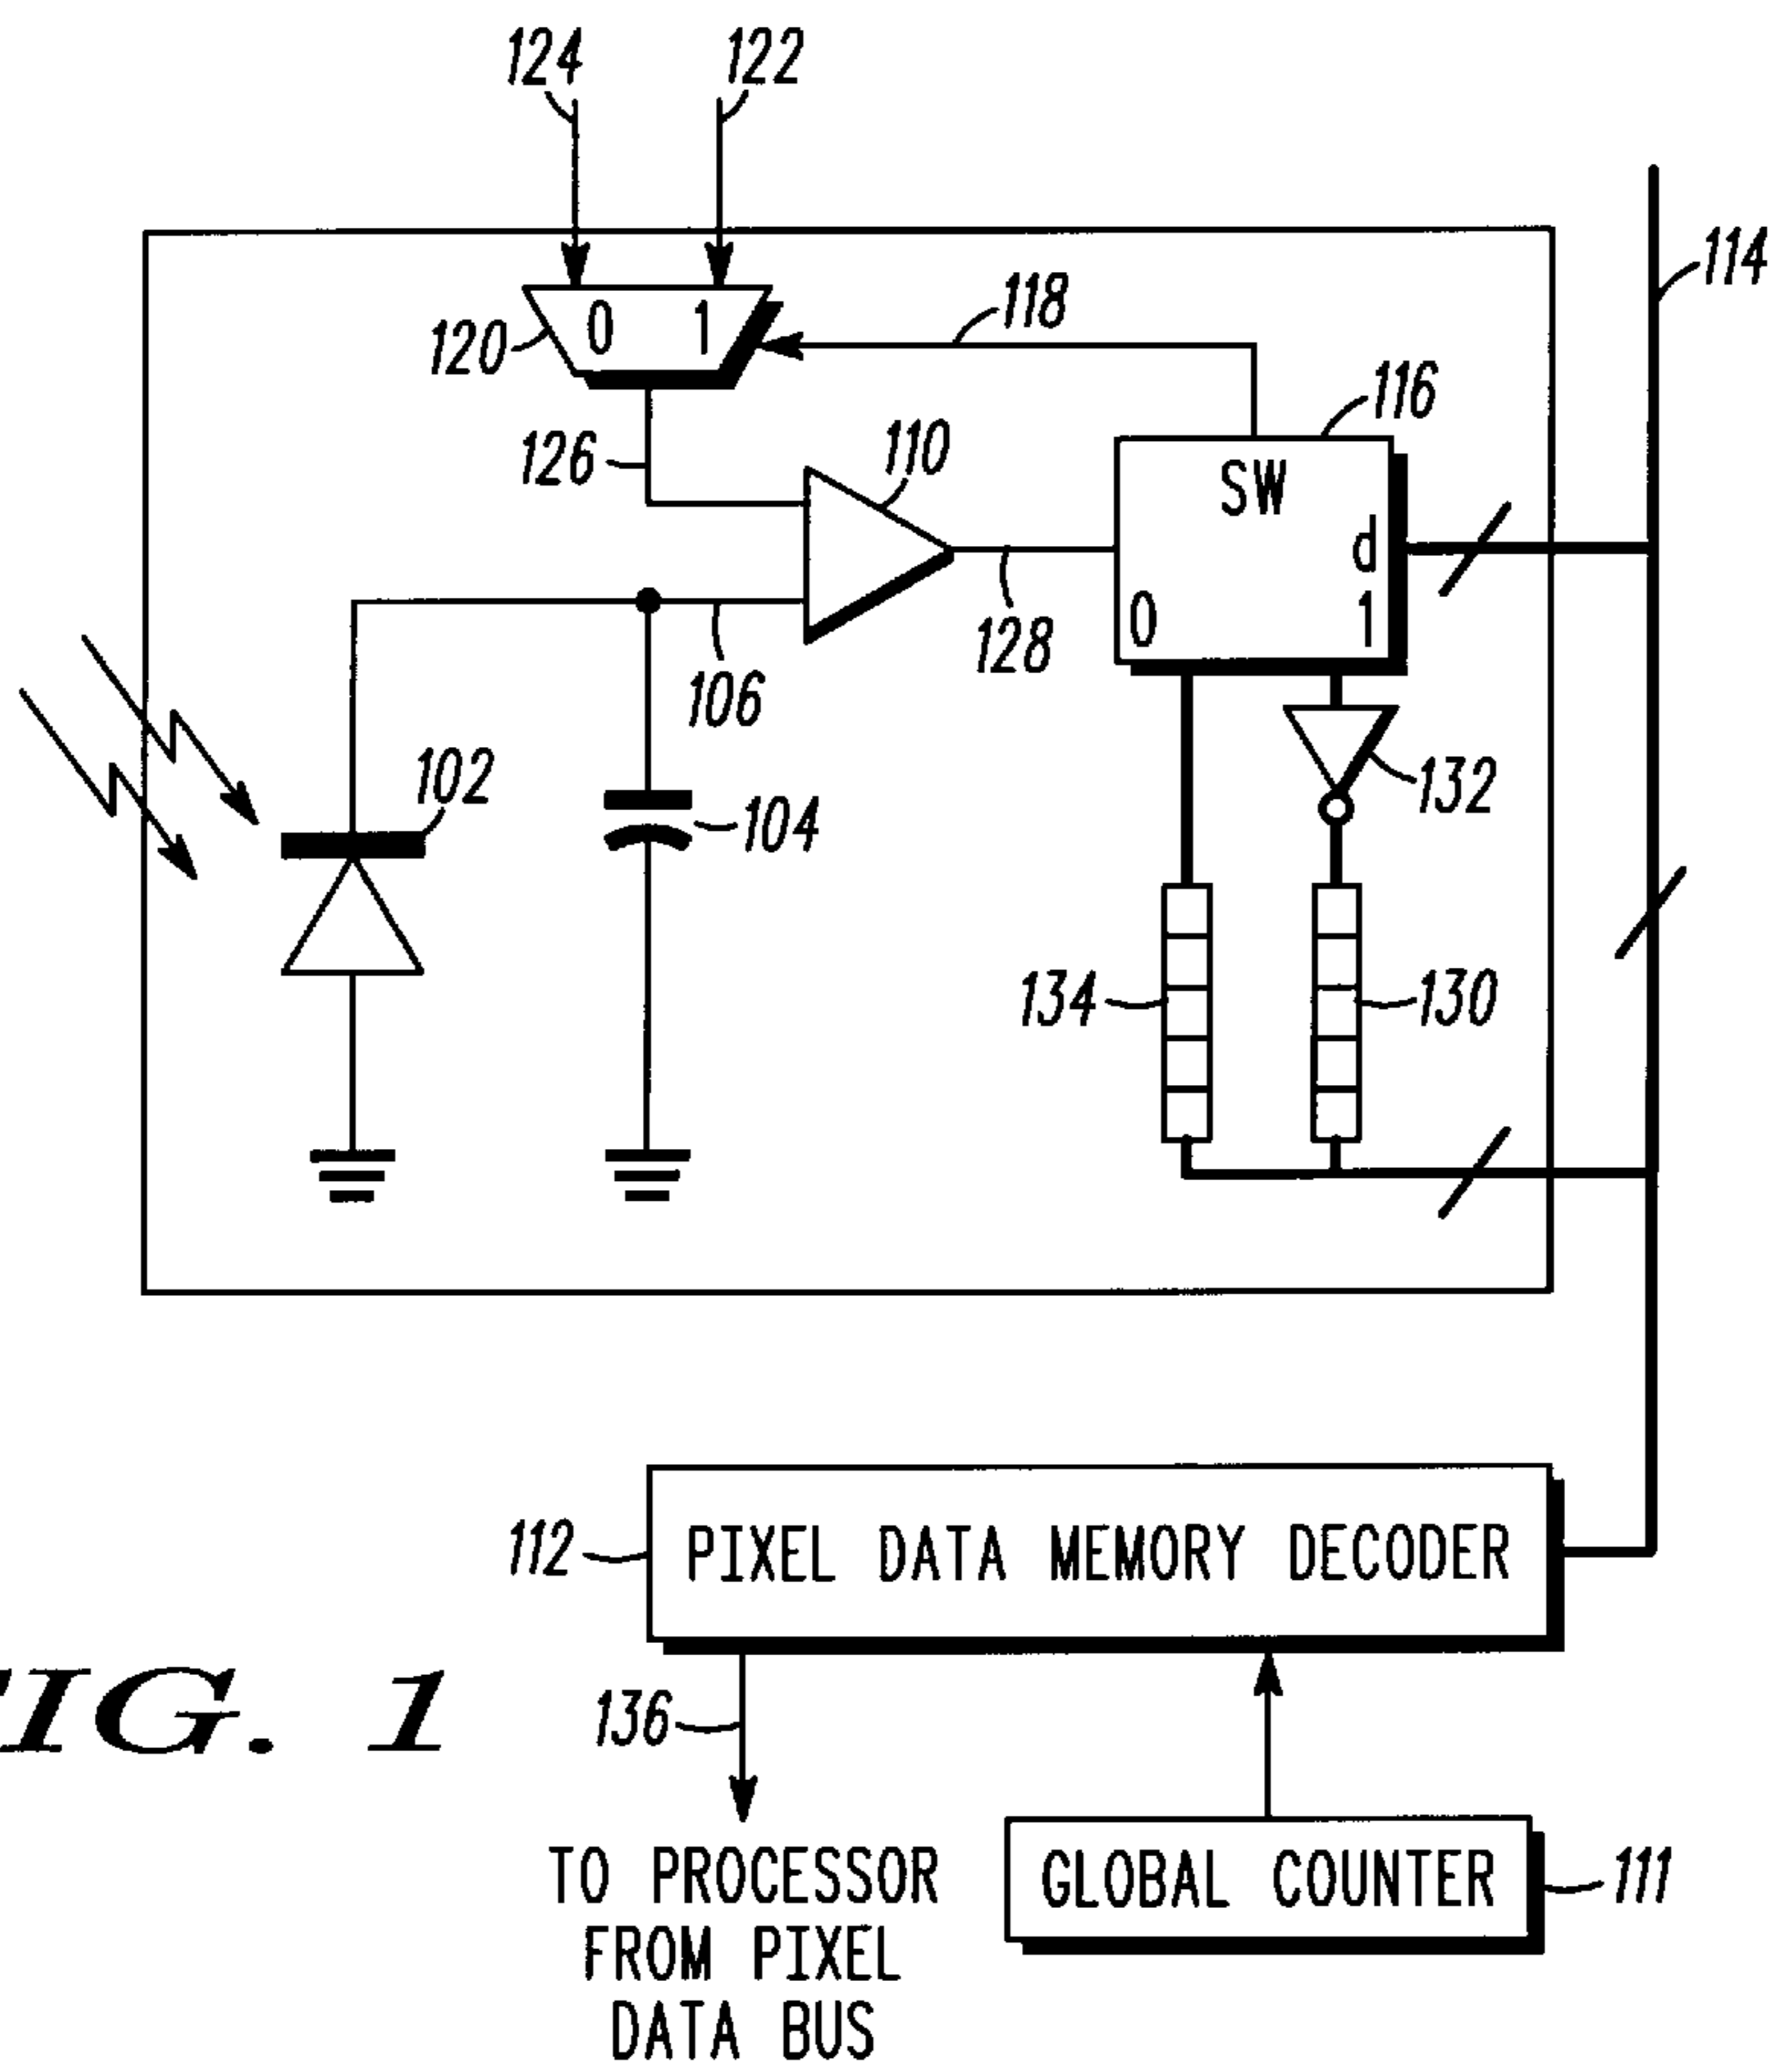 124
122
114
0 1
120
118
116
126
110
SW
d
0
1
128
106
102
104
132
134
130
112
PIXEL DATA MEMORY DECODER
136
FIG. 1
TO PROCESSOR
FROM PIXEL
DATA BUS
GLOBAL COUNTER
111